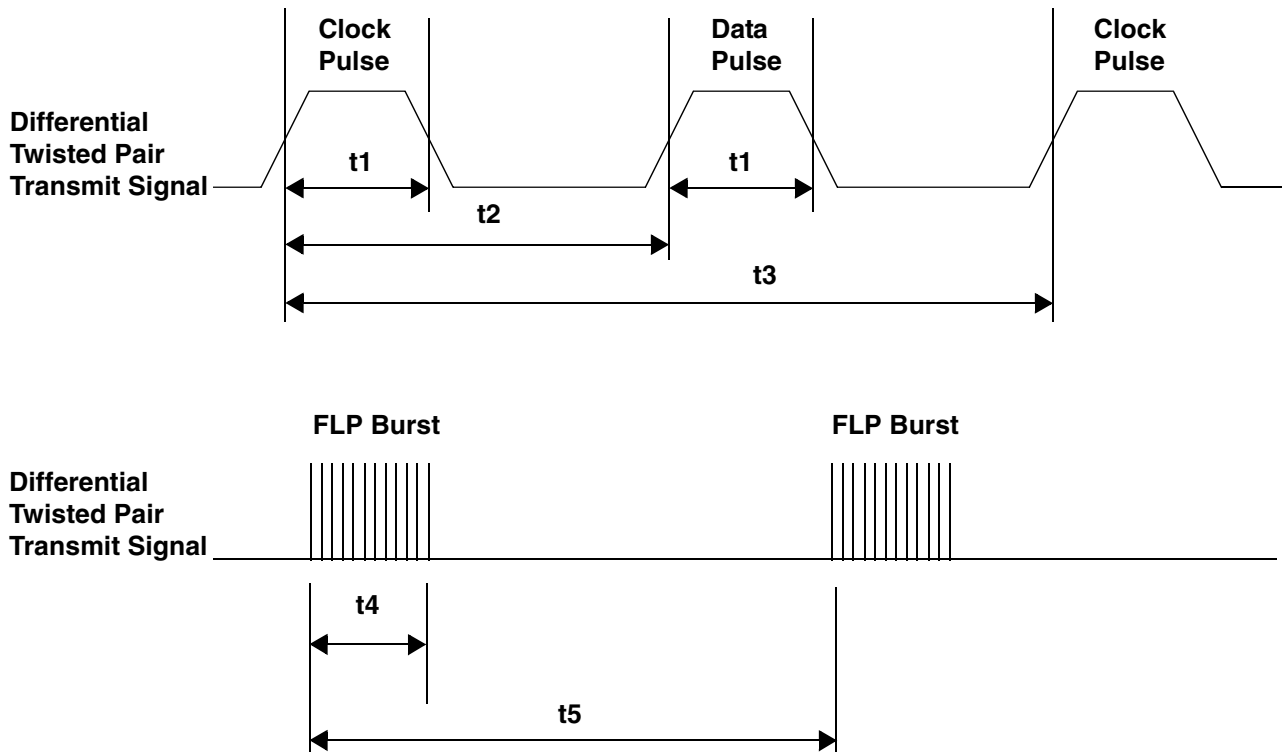 Clock
Pulse
Data
Pulse
Clock
Pulse
Differential
Twisted Pair
Transmit Signal
t1
t1
t2
t3
FLP Burst
FLP Burst
Differential
Twisted Pair
Transmit Signal
t4
t5